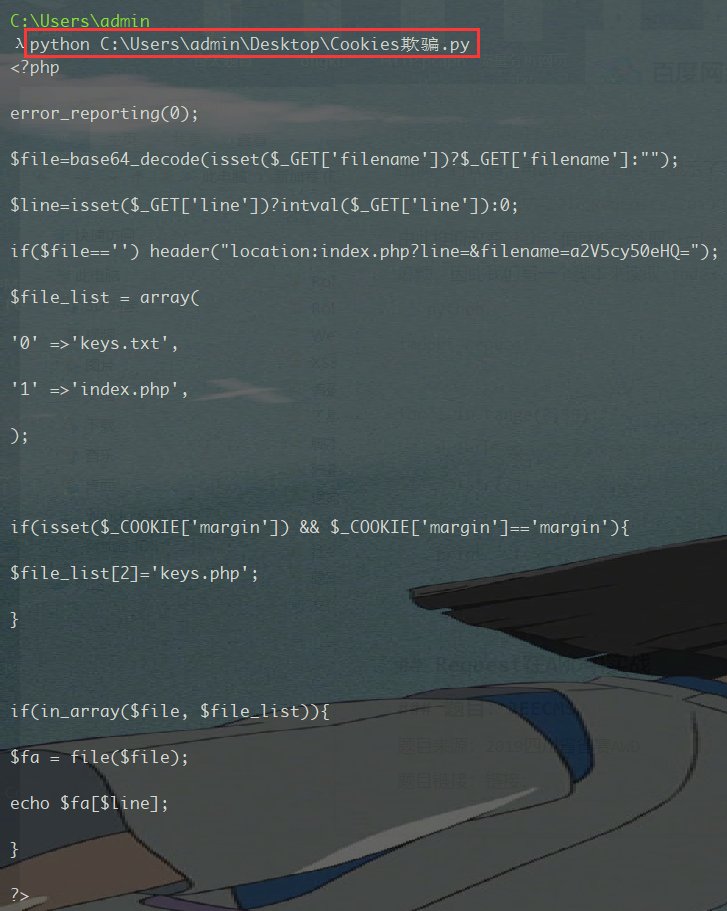 C:\Users\admin
λ python C:\Users\admin\Desktop\Cookies欺骗.py
<?php
error_reporting(0);
$file=base64_decode(isset($_GET['filename'])?$_GET['filename']:"");
$line=isset($_GET['line'])?intval($_GET['line']):0;
if($file=='') header("location:index.php?line=&filename=a2V5cy50eHQ=");
$file_list = array(
'0' =>'keys.txt',
'1' =>'index.php',
);
if(isset($_COOKIE['margin']) && $_COOKIE['margin']=='margin'){
$file_list[2]='keys.php';
}
if(in_array($file, $file_list)){
$fa = file($file);
echo $fa[$line];
}
?>